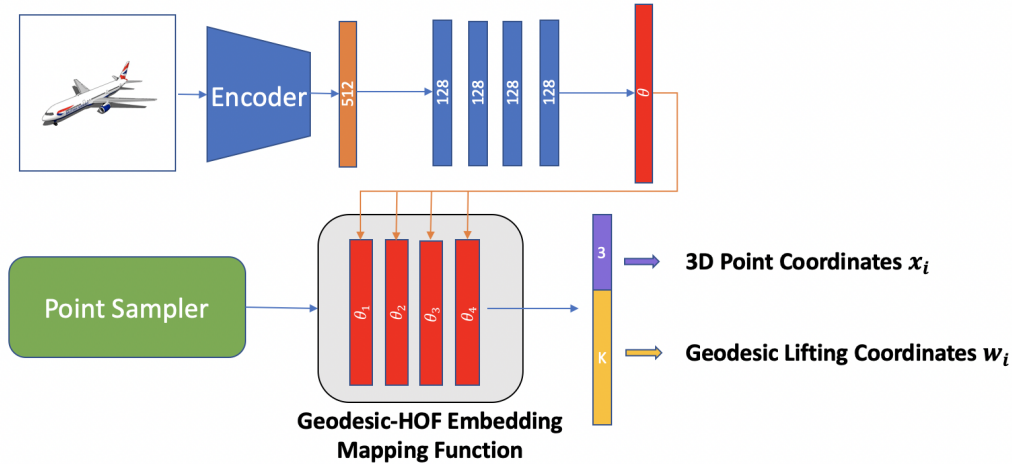 Encoder
512
128
128
128
128
θ
Point Sampler
θ₁
θ₂
θ₃
θ₄
3
K
3D Point Coordinates xᵢ
Geodesic Lifting Coordinates wᵢ
Geodesic-HOF Embedding
Mapping Function